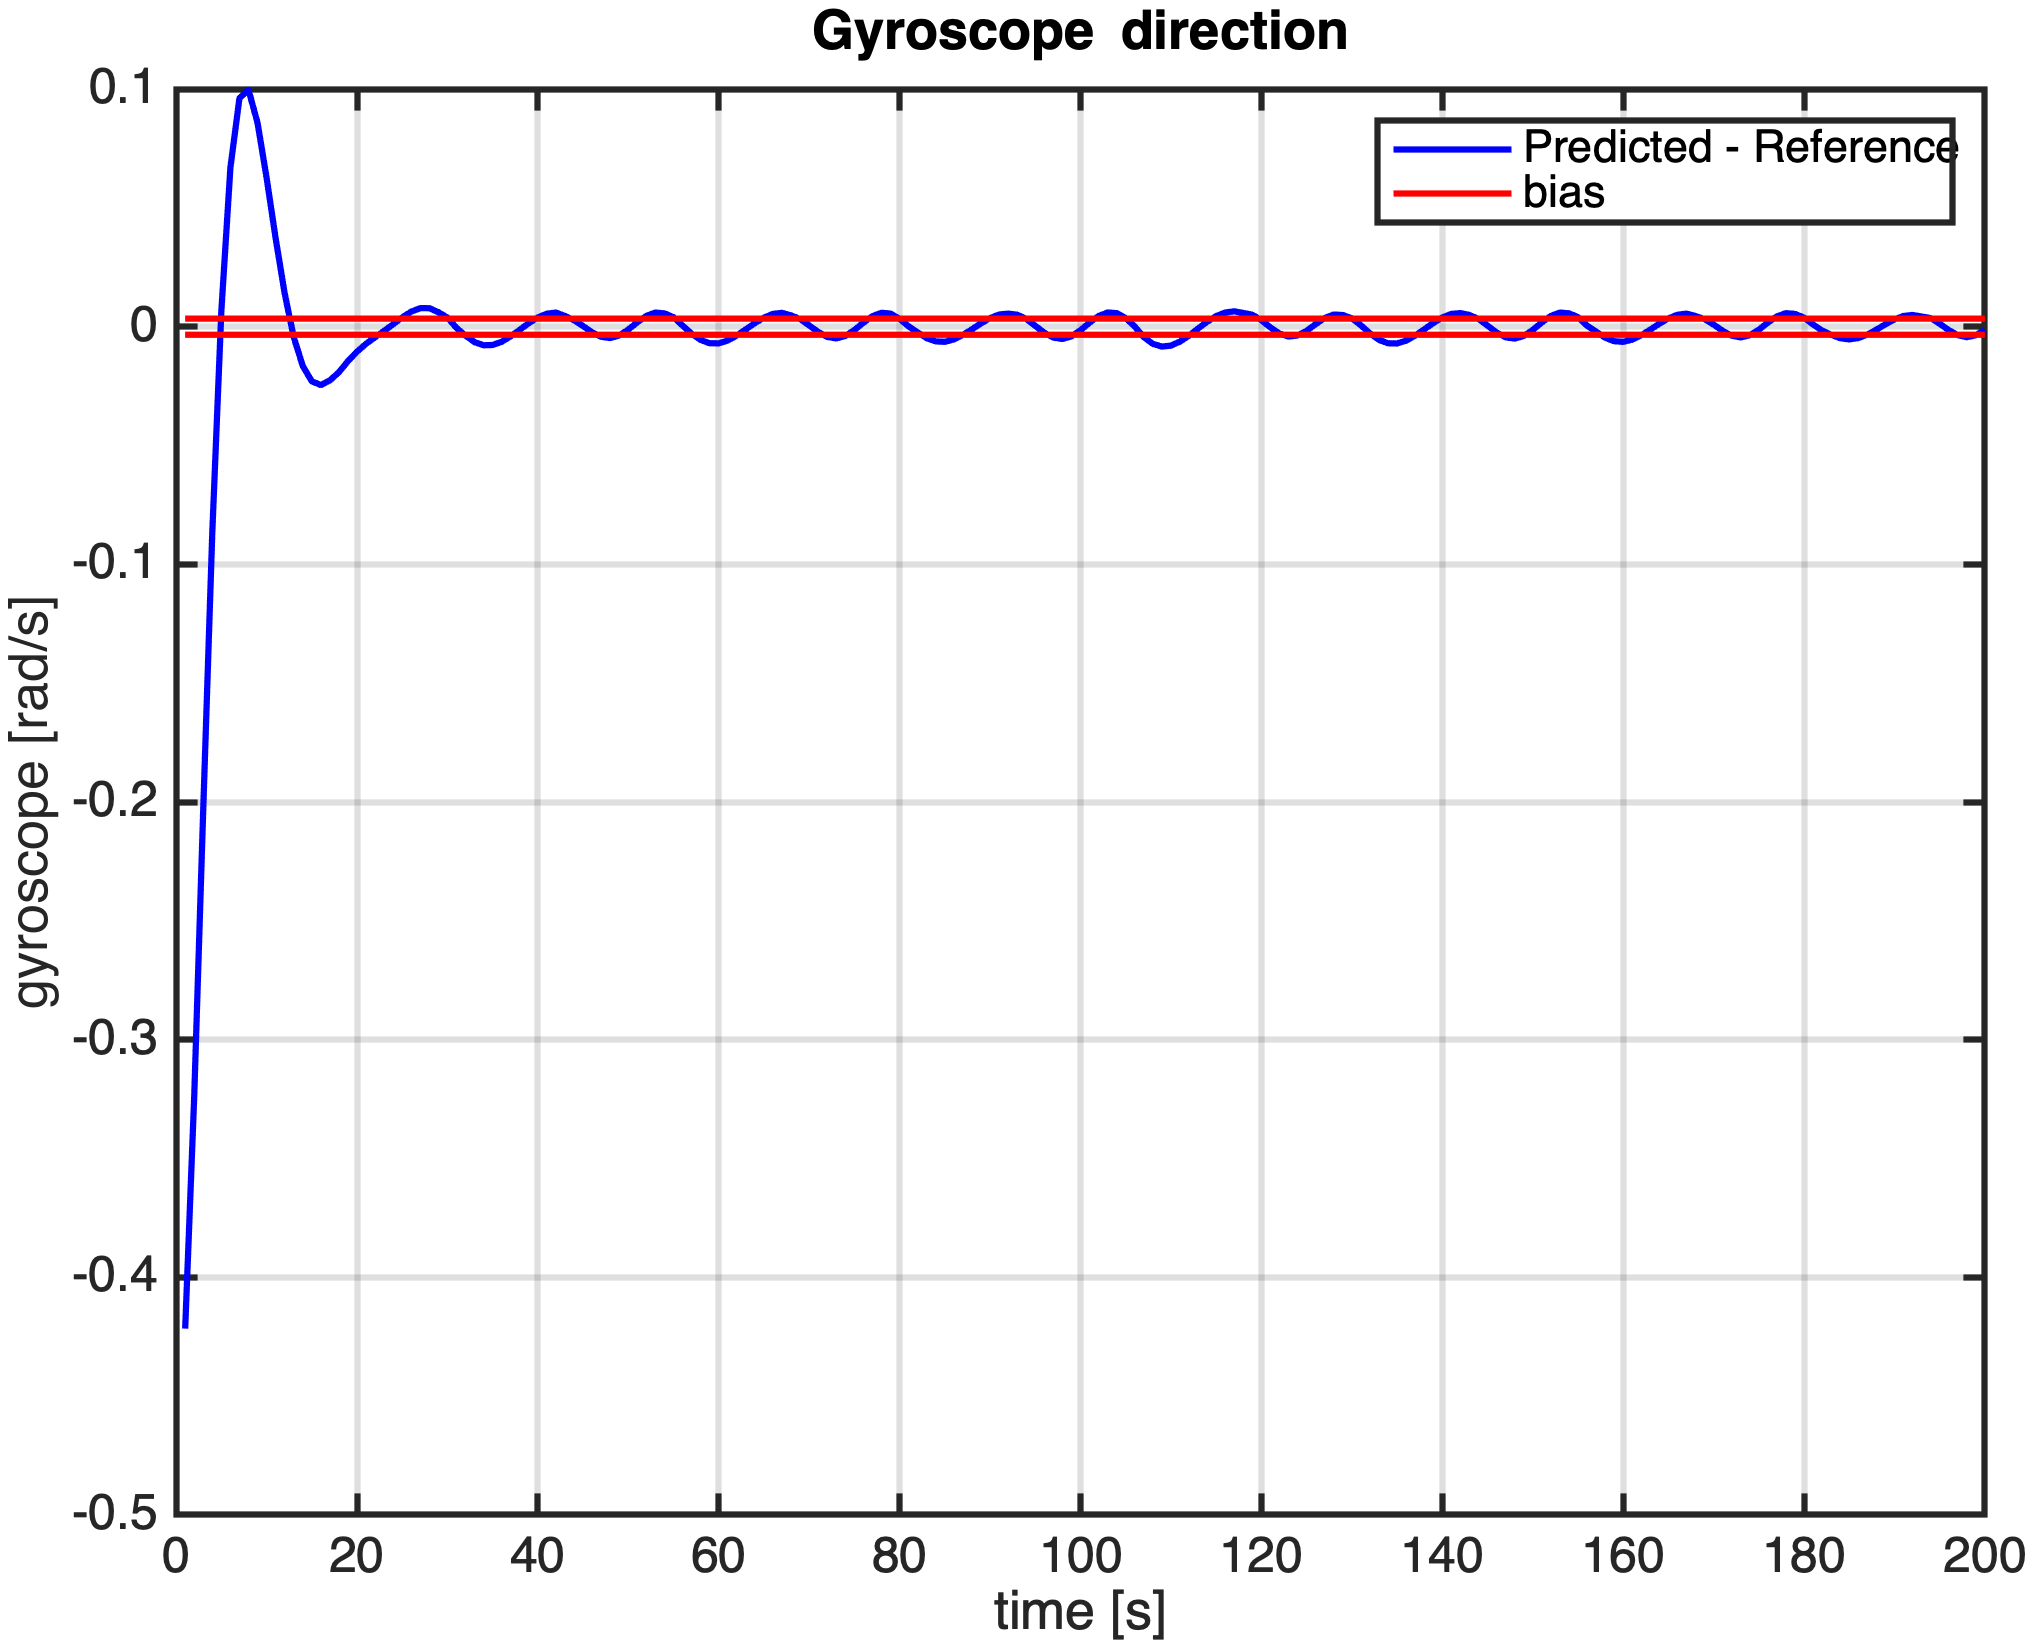 Gyroscope direction
Predicted - Reference
bias
0.1
0
-0.1
-0.2
-0.3
-0.4
-0.5
gyroscope [rad/s]
0 20 40 60 80 100 120 140 160 180 200
time [s]